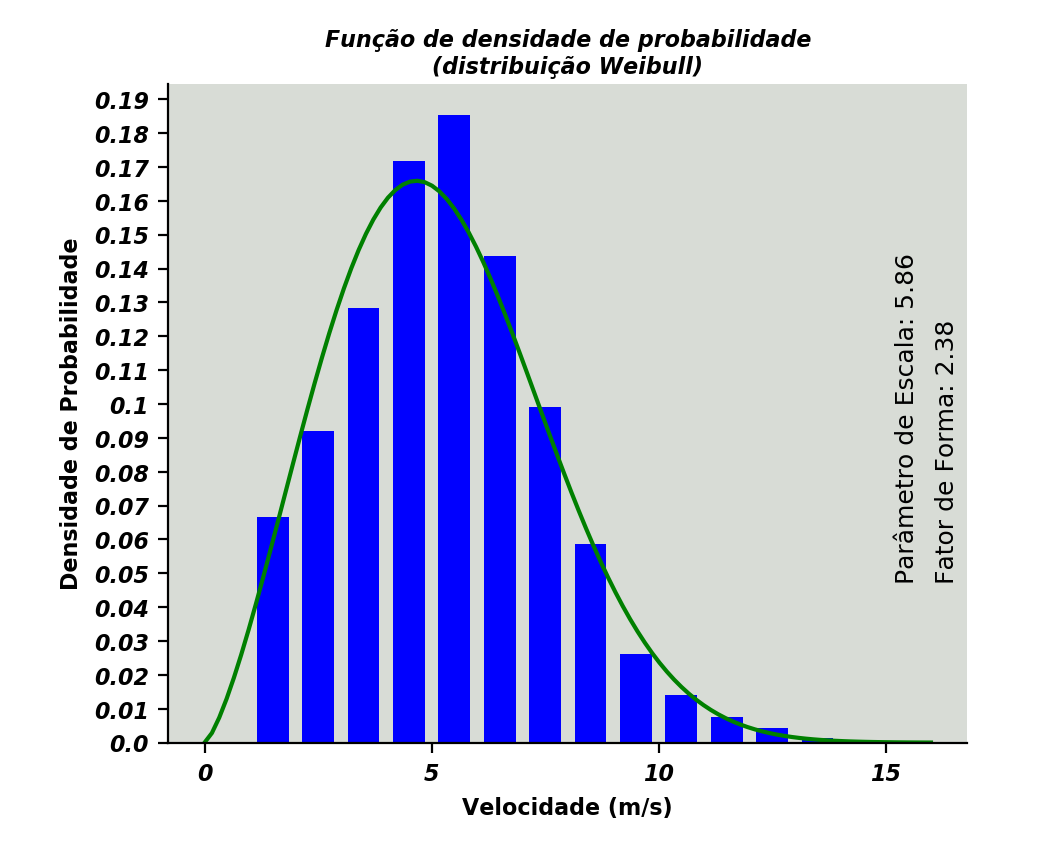 Função de densidade de probabilidade
(distribuição Weibull)
Densidade de Probabilidade
0.19
0.18
0.17
0.16
0.15
0.14
0.13
0.12
0.11
0.1
0.09
0.08
0.07
0.06
0.05
0.04
0.03
0.02
0.01
0.0
Parâmetro de Escala: 5.86
Fator de Forma: 2.38
0 5 10 15
Velocidade (m/s)